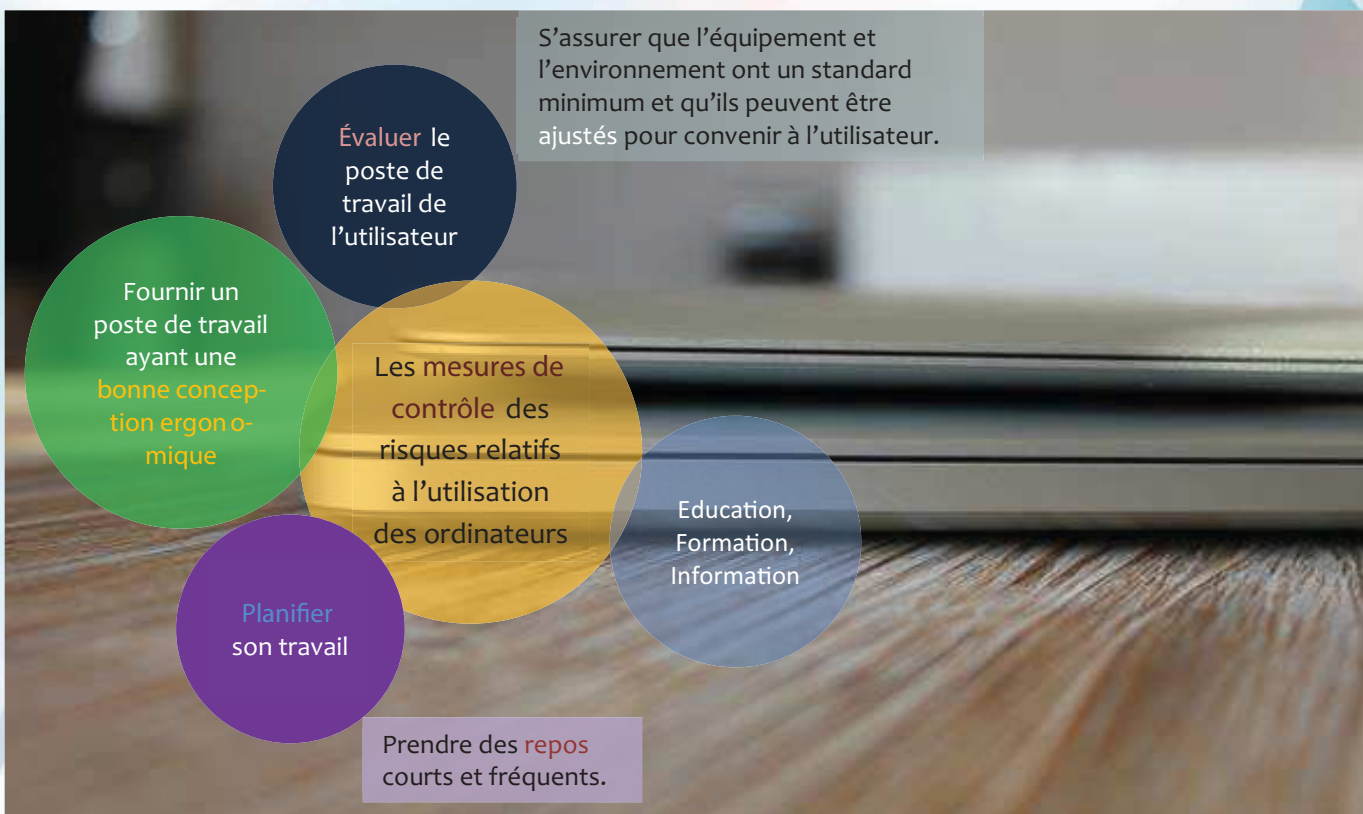 S’assurer que l’équipement et
l’environnement ont un standard
minimum et qu’ils peuvent être
ajustés pour convenir à l’utilisateur.
Évaluer le
poste de
travail de
l’utilisateur
Fournir un
poste de travail
ayant une
bonne concep-
tion ergon o-
mique
Les mesures de
contrôle des
risques relatifs
à l’utilisation
des ordinateurs
Education,
Formation,
Information
Planifier
son travail
Prendre des repos
courts et fréquents.